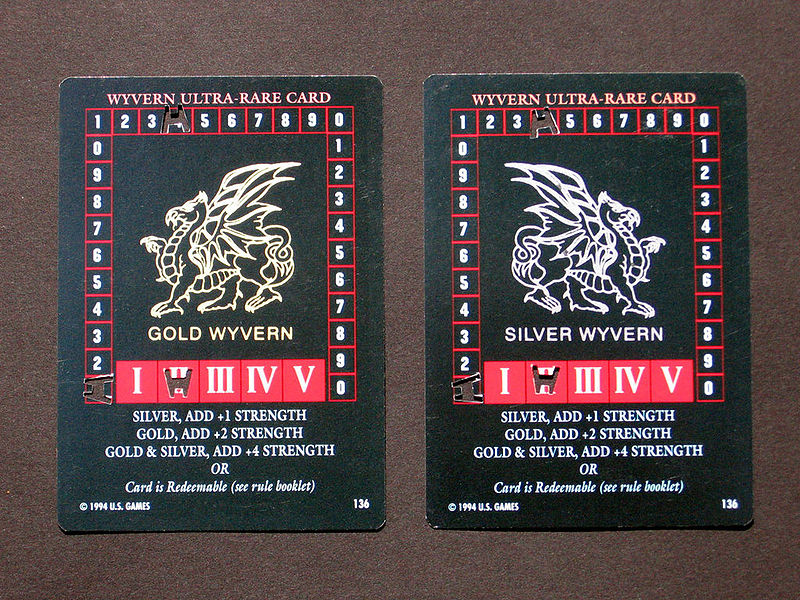 WYVERN ULTRA-RARE CARD
1 2 3 5 6 7 8 9 0
0 1
9 2
8 3
7 4
6 5
5 6
4 7
3 8
2 9
0
GOLD WYVERN
I III IV V
SILVER, ADD +1 STRENGTH
GOLD, ADD +2 STRENGTH
GOLD & SILVER, ADD +4 STRENGTH
OR
Card is Redeemable (see rule booklet)
© 1994 U.S. GAMES 136
WYVERN ULTRA-RARE CARD
1 2 3 5 6 7 8 9 0
0 1
9 2
8 3
7 4
6 5
5 6
4 7
3 8
2 9
0
SILVER WYVERN
I III IV V
SILVER, ADD +1 STRENGTH
GOLD, ADD +2 STRENGTH
GOLD & SILVER, ADD +4 STRENGTH
OR
Card is Redeemable (see rule booklet)
© 1994 U.S. GAMES 136